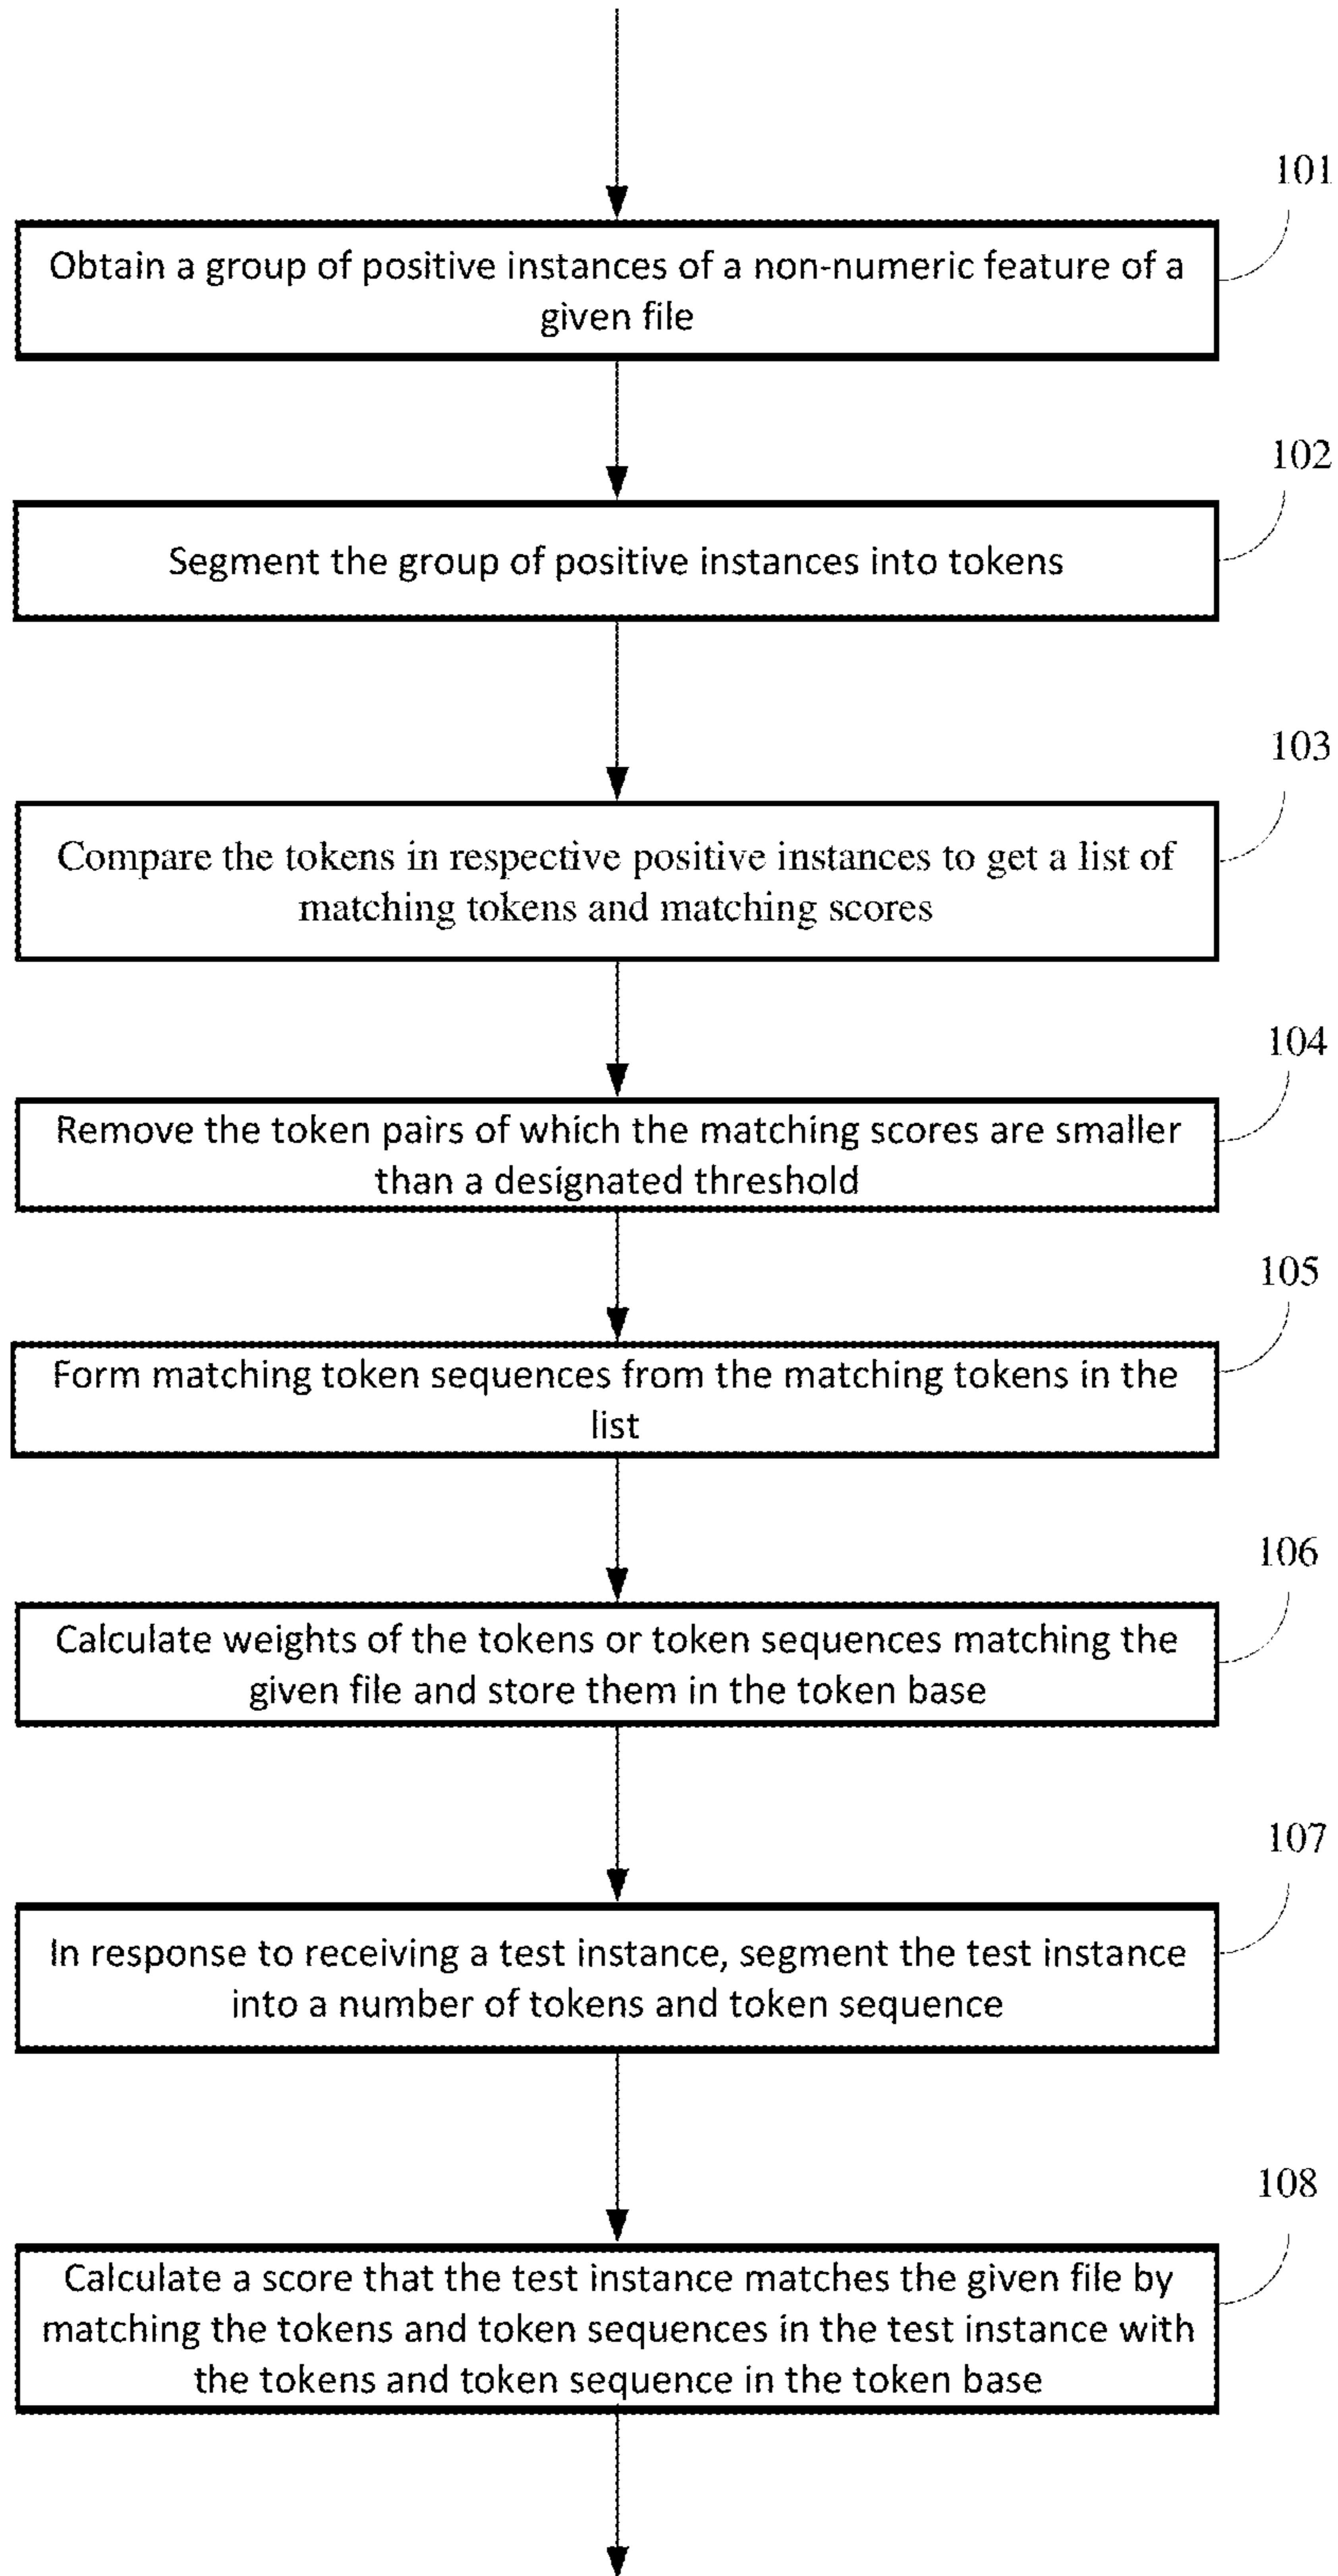 101
Obtain a group of positive instances of a non-numeric feature of a
given file
102
Segment the group of positive instances into tokens
103
Compare the tokens in respective positive instances to get a list of
matching tokens and matching scores
104
Remove the token pairs of which the matching scores are smaller
than a designated threshold
105
Form matching token sequences from the matching tokens in the
list
106
Calculate weights of the tokens or token sequences matching the
given file and store them in the token base
107
In response to receiving a test instance, segment the test instance
into a number of tokens and token sequence
108
Calculate a score that the test instance matches the given file by
matching the tokens and token sequences in the test instance with
the tokens and token sequence in the token base